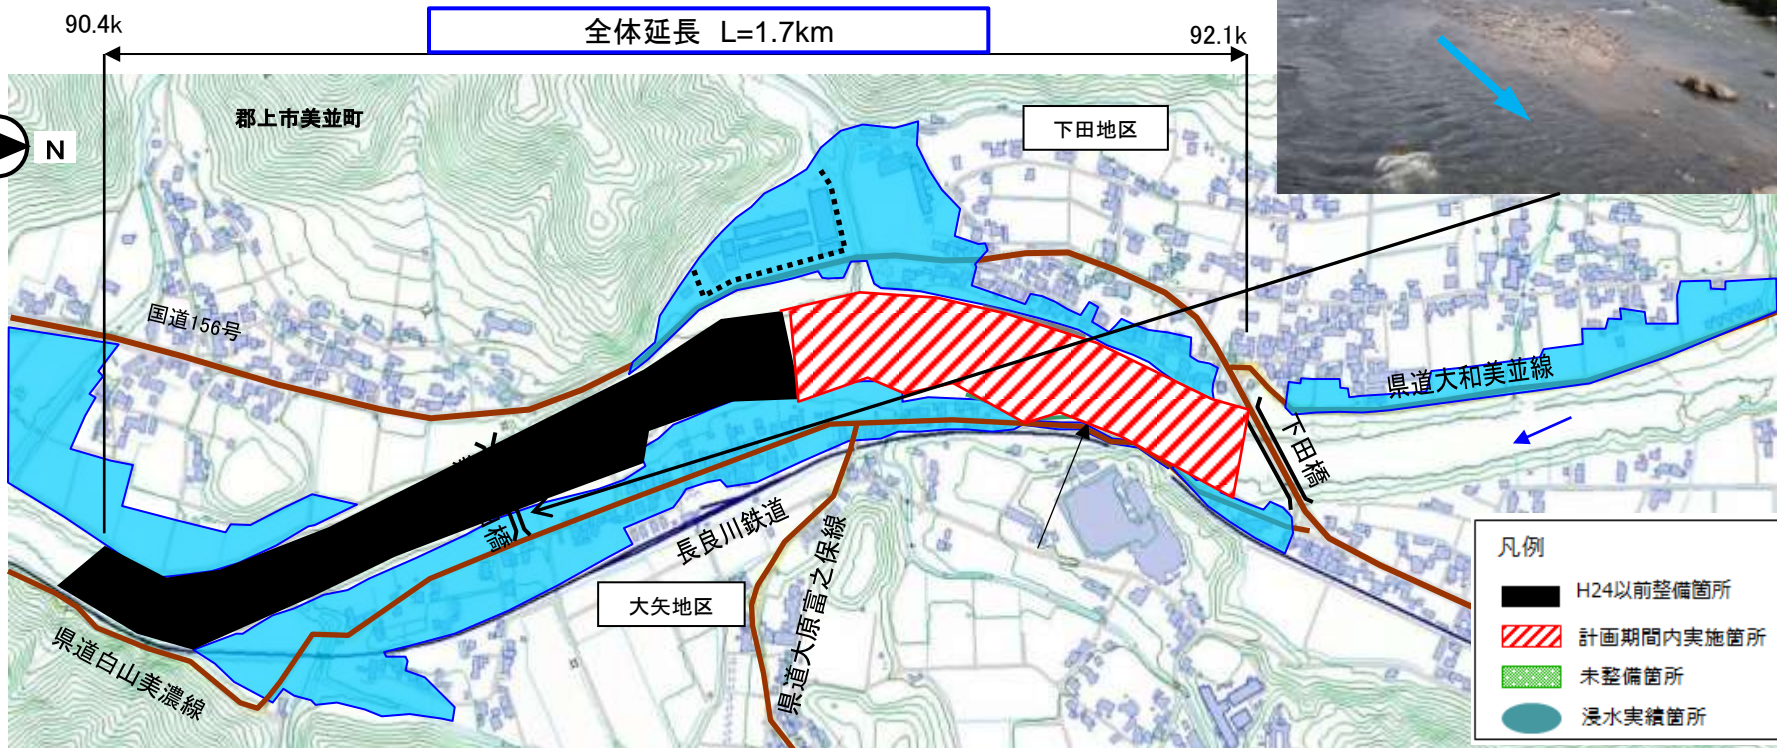 90.4k
全体延長 L=1.7km
92.1k
郡上市美並町
N
下田地区
国道156号
県道大和美並線
下田橋
橋
長良川鉄道
県道大原富之保線
大矢地区
県道白山美濃線
凡例
H24以前整備箇所
計画期間内実施箇所
未整備箇所
浸水実績箇所